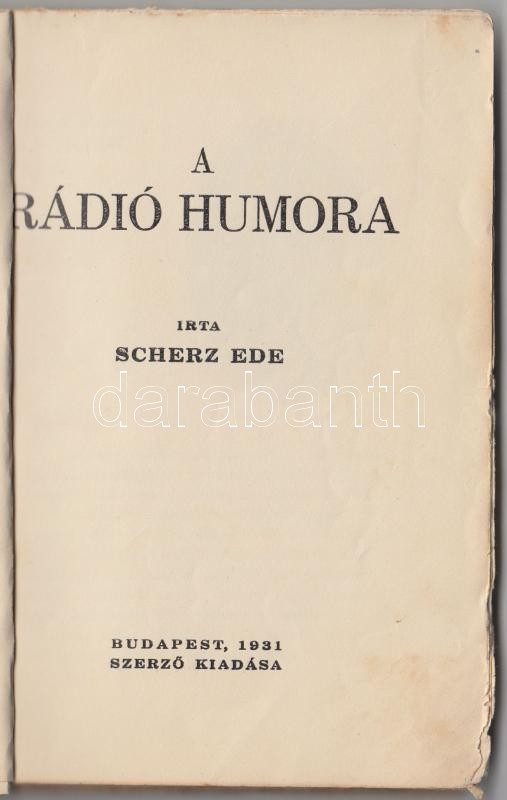 A
RÁDIÓ HUMORA
IRTA
SCHERZ EDE
darabanth
BUDAPEST, 1931
SZERZŐ KIADÁSA